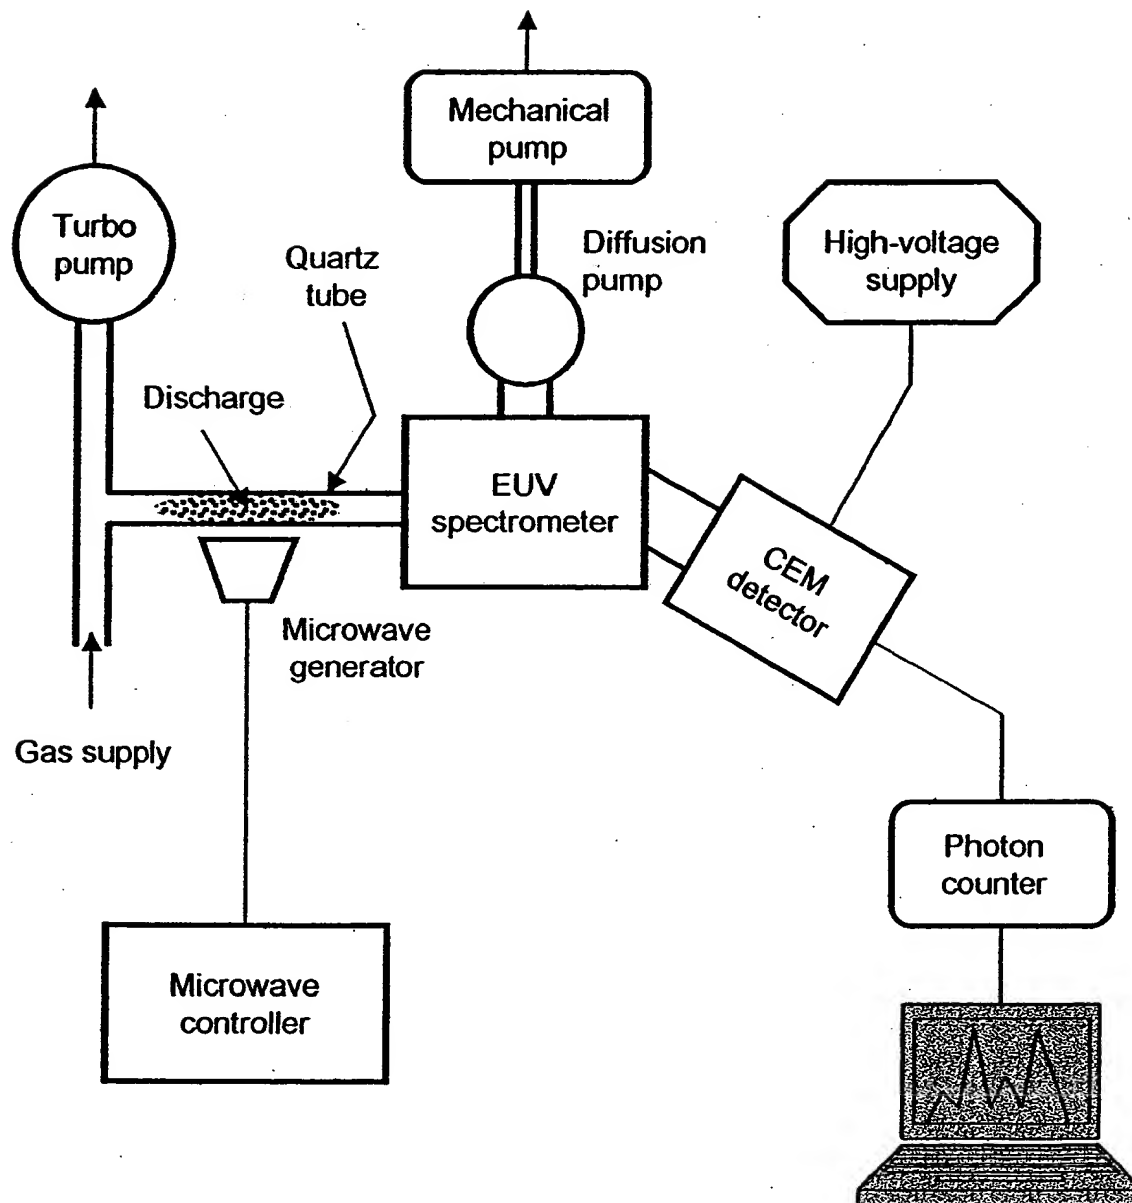 Mechanical
pump
Turbo
pump
Quartz
tube
Diffusion
pump
High-voltage
supply
Discharge
EUV
spectrometer
CEM
detector
Microwave
generator
Gas supply
Photon
counter
Microwave
controller